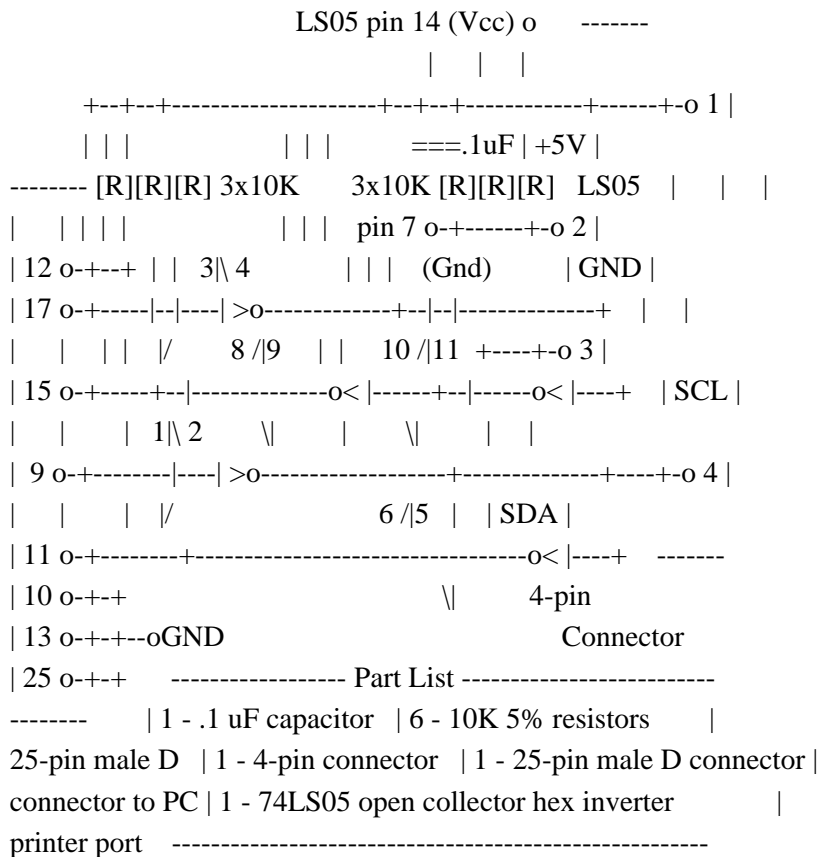 LS05 pin 14 (Vcc) o -------
| | |
+--+--+----------------------+--+--+------------+------+-o 1 |
| | | | | | ===.1uF | +5V |
-------- [R][R][R] 3x10K 3x10K [R][R][R] LS05 | | |
| | | | | | | | pin 7 o-+------+-o 2 |
| 12 o-+--+ | | 3|\ 4 | | | (Gnd) | GND |
| 17 o-+-----|--|----| >o-------------+--|--|--------------+ | |
| | | | |/ 8 /|9 | | 10 /|11 +----+-o 3 |
| 15 o-+-----+--|---------------o< |------+--|------o< |----+ | SCL |
| | | 1|\ 2 \| | \| | |
| 9 o-+--------|----| >o-------------------+--------------+----+-o 4 |
| | | |/ 6 /|5 | | SDA |
| 11 o-+--------+-----------------------------------o< |----+ -------
| 10 o-+-+ \| 4-pin
| 13 o-+-+--oGND Connector
| 25 o-+-+ ------------------ Part List --------------------------
-------- | 1 - .1 uF capacitor | 6 - 10K 5% resistors |
25-pin male D | 1 - 4-pin connector | 1 - 25-pin male D connector |
connector to PC | 1 - 74LS05 open collector hex inverter |
printer port -------------------------------------------------------